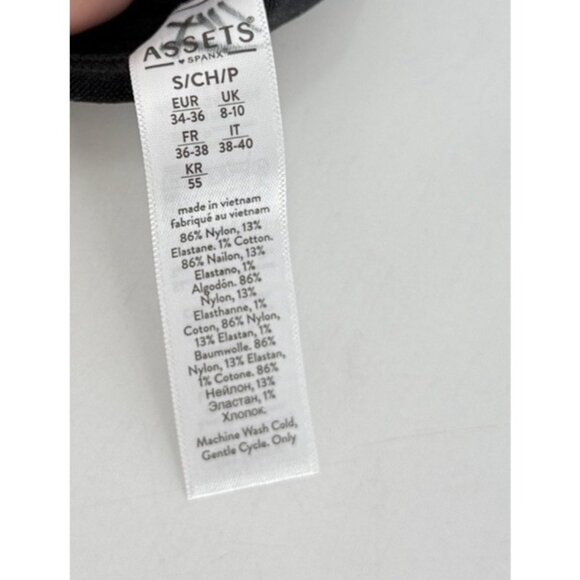 ASSETS®
♥ SPANX
S/CH/P
EUR UK
34-36 8-10
FR IT
36-38 38-40
KR
55
made in vietnam
fabriqué au vietnam
86% Nylon, 13%
Elastane. 1% Cotton.
86% Nailon, 13%
Elastano, 1%
Algodón. 86%
Nylon, 13%
Elasthanne, 1%
Coton, 86% Nylon,
13% Elastan, 1%
Baumwolle. 86%
Nylon, 13% Elastan,
1% Cotone. 86%
Нейлон, 13%
Эластан, 1%
Хлопок.
Machine Wash Cold,
Gentle Cycle. Only